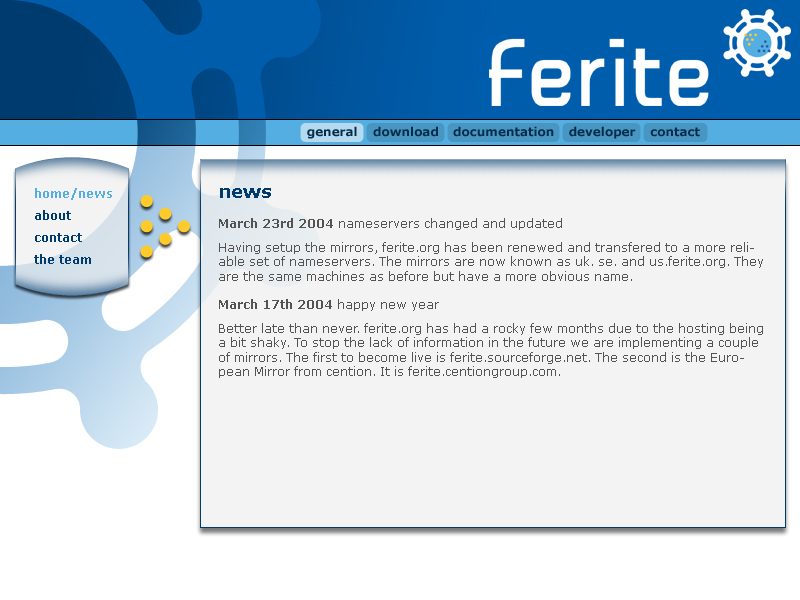 ferite
general download documentation developer contact
home/news
about
contact
the team
news
March 23rd 2004 nameservers changed and updated
Having setup the mirrors, ferite.org has been renewed and transfered to a more reli-
able set of nameservers. The mirrors are now known as uk. se. and us.ferite.org. They
are the same machines as before but have a more obvious name.
March 17th 2004 happy new year
Better late than never. ferite.org has had a rocky few months due to the hosting being
a bit shaky. To stop the lack of information in the future we are implementing a couple
of mirrors. The first to become live is ferite.sourceforge.net. The second is the Euro-
pean Mirror from cention. It is ferite.centiongroup.com.